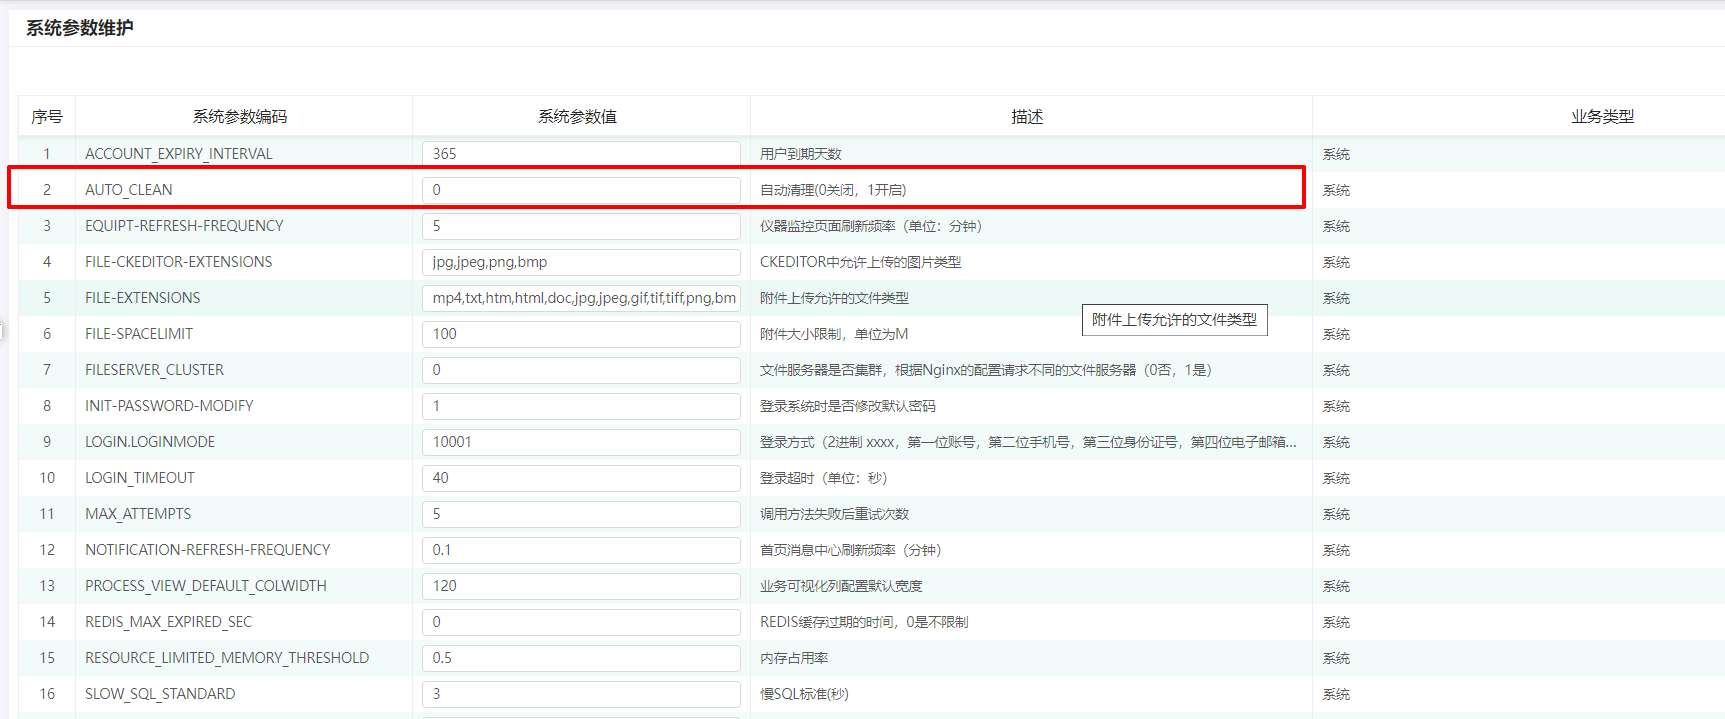 系统参数维护
序号 系统参数编码 系统参数值 描述 业务类型
1 ACCOUNT_EXPIRY_INTERVAL 365 用户到期天数 系统
2 AUTO_CLEAN 0 自动清理(0关闭，1开启) 系统
3 EQUIPT-REFRESH-FREQUENCY 5 仪器监控页面刷新频率（单位：分钟） 系统
4 FILE-CKEDITOR-EXTENSIONS jpg,jpeg,png,bmp CKEDITOR中允许上传的图片类型 系统
5 FILE-EXTENSIONS mp4,txt,htm,html,doc,jpg,jpeg,gif,tif,tiff,png,bm 附件上传允许的文件类型 系统
附件上传允许的文件类型
6 FILE-SPACELIMIT 100 附件大小限制，单位为M 系统
7 FILESERVER_CLUSTER 0 文件服务器是否集群，根据Nginx的配置请求不同的文件服务器（0否，1是） 系统
8 INIT-PASSWORD-MODIFY 1 登录系统时是否修改默认密码 系统
9 LOGIN.LOGINMODE 10001 登录方式（2进制 xxxx，第一位账号，第二位手机号，第三位身份证号，第四位电子邮箱... 系统
10 LOGIN_TIMEOUT 40 登录超时（单位：秒） 系统
11 MAX_ATTEMPTS 5 调用方法失败后重试次数 系统
12 NOTIFICATION-REFRESH-FREQUENCY 0.1 首页消息中心刷新频率（分钟） 系统
13 PROCESS_VIEW_DEFAULT_COLWIDTH 120 业务可视化列配置默认宽度 系统
14 REDIS_MAX_EXPIRED_SEC 0 REDIS缓存过期的时间，0是不限制 系统
15 RESOURCE_LIMITED_MEMORY_THRESHOLD 0.5 内存占用率 系统
16 SLOW_SQL_STANDARD 3 慢SQL标准(秒) 系统